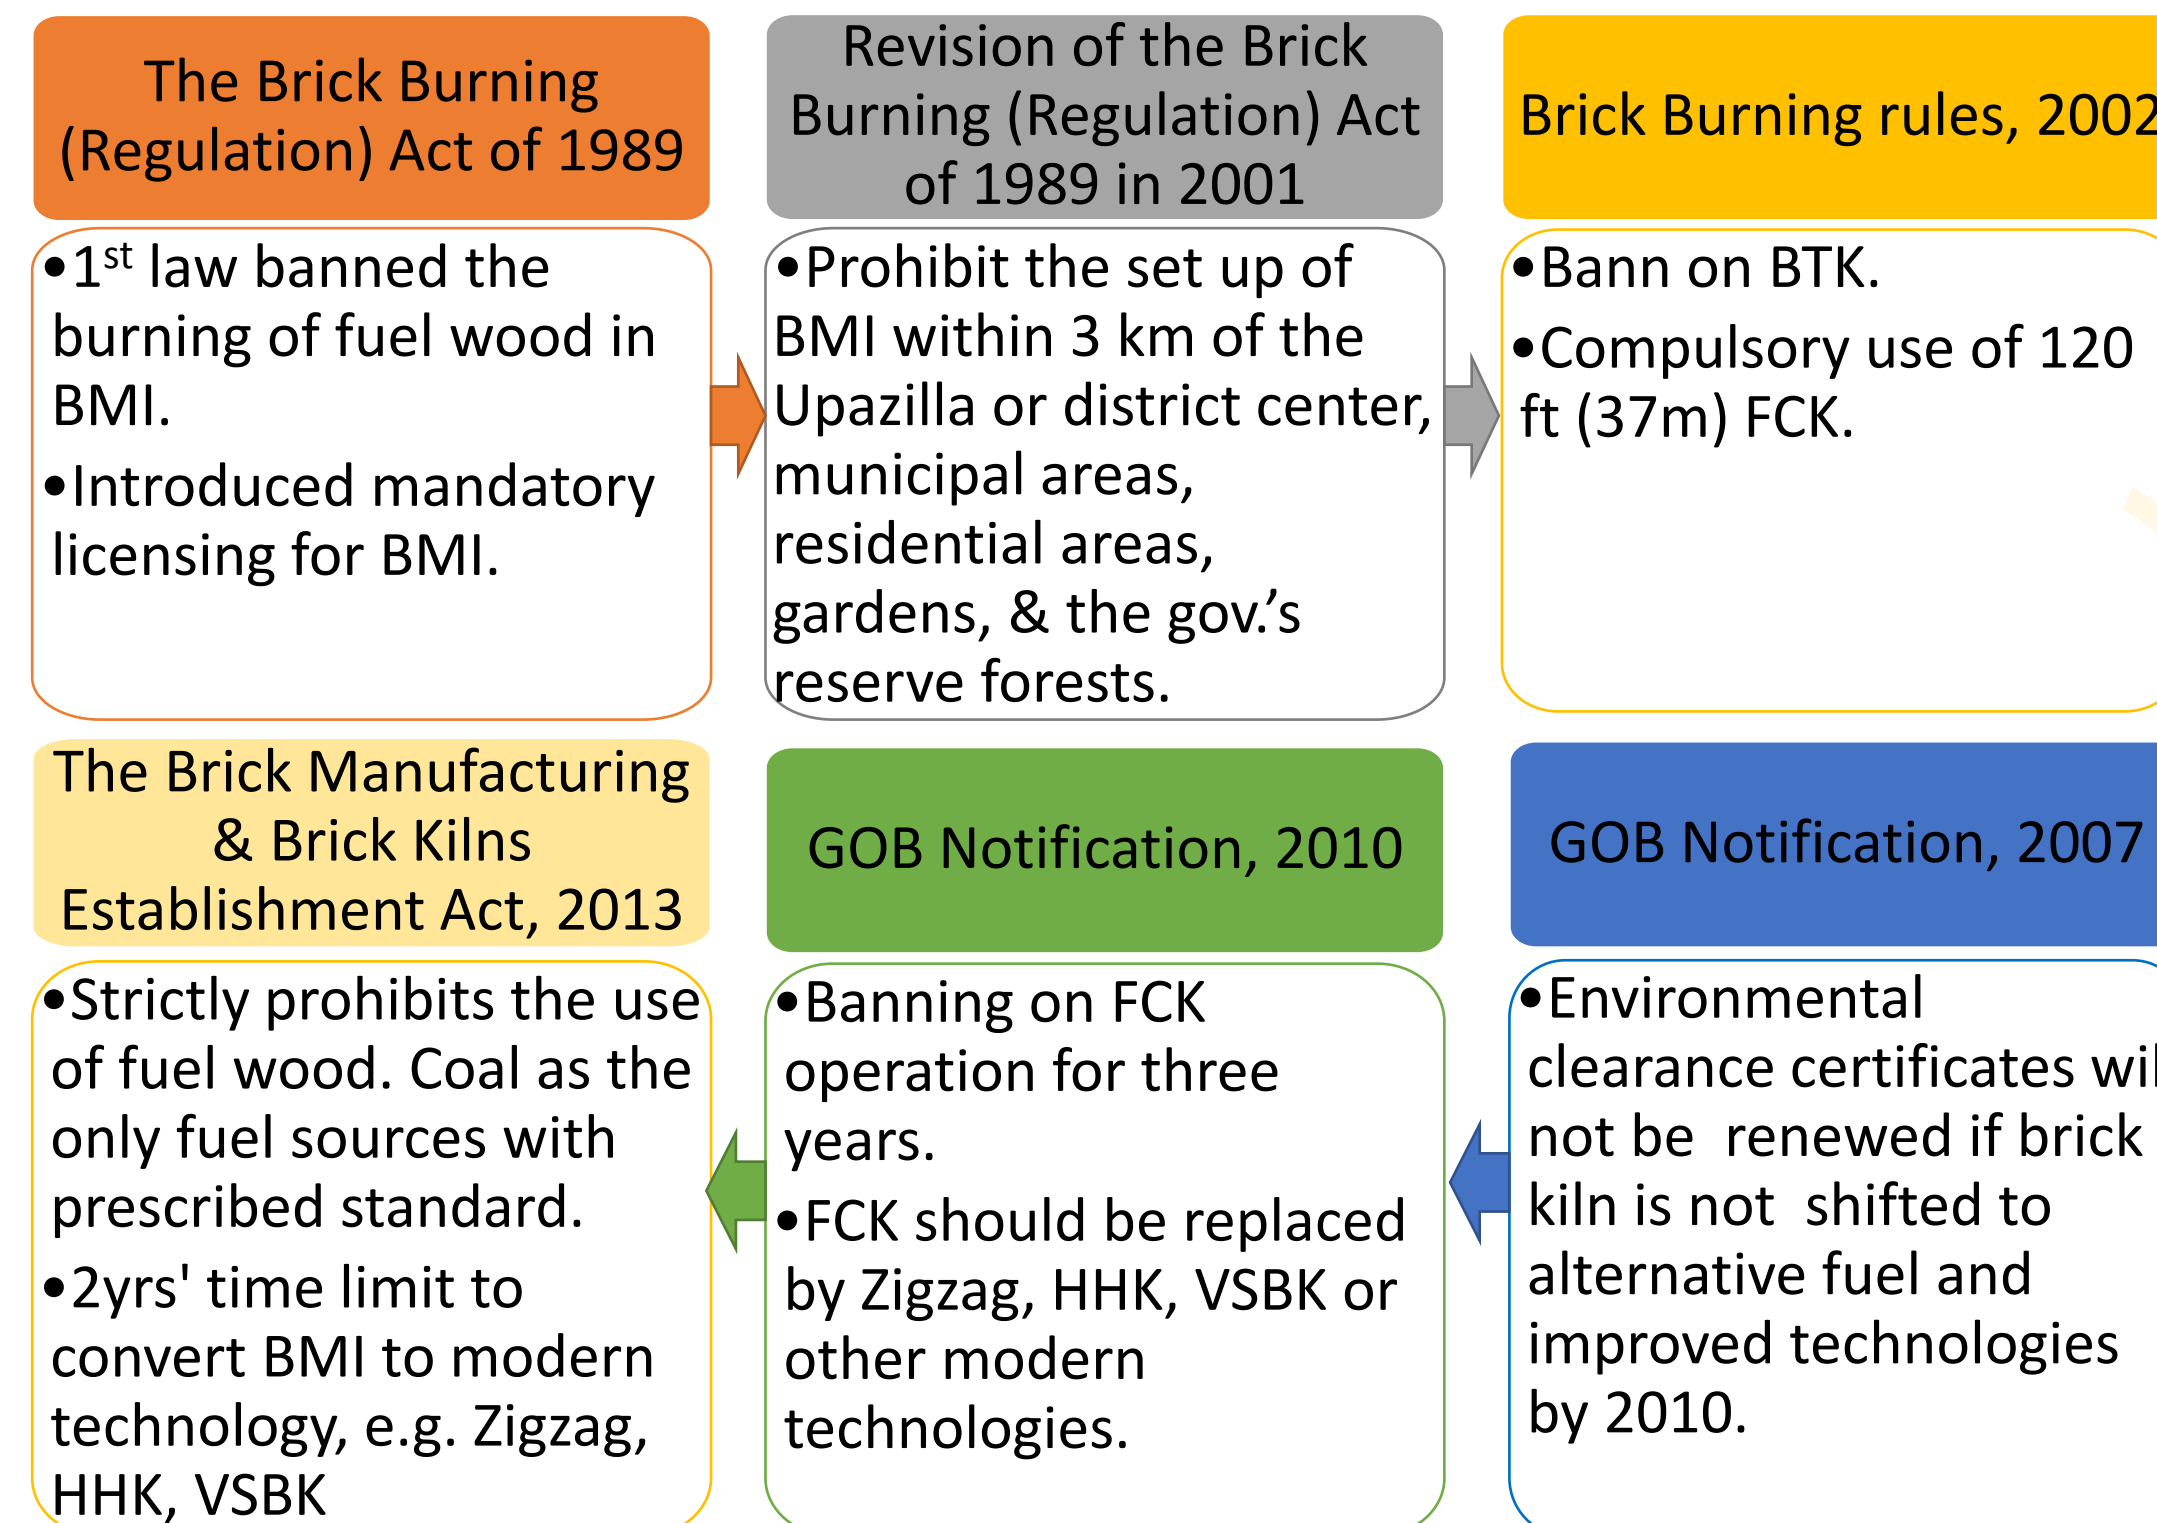 The Brick Burning
(Regulation) Act of 1989
•1st law banned the
burning of fuel wood in
BMI.
•Introduced mandatory
licensing for BMI.
Revision of the Brick
Burning (Regulation) Act
of 1989 in 2001
•Prohibit the set up of
BMI within 3 km of the
Upazilla or district center,
municipal areas,
residential areas,
gardens, & the gov.'s
reserve forests.
Brick Burning rules, 2002
•Bann on BTK.
•Compulsory use of 120
ft (37m) FCK.
The Brick Manufacturing
& Brick Kilns
Establishment Act, 2013
•Strictly prohibits the use
of fuel wood. Coal as the
only fuel sources with
prescribed standard.
•2yrs' time limit to
convert BMI to modern
technology, e.g. Zigzag,
HHK, VSBK
GOB Notification, 2010
•Banning on FCK
operation for three
years.
•FCK should be replaced
by Zigzag, HHK, VSBK or
other modern
technologies.
GOB Notification, 2007
•Environmental
clearance certificates wil
not be  renewed if brick
kiln is not  shifted to
alternative fuel and
improved technologies
by 2010.